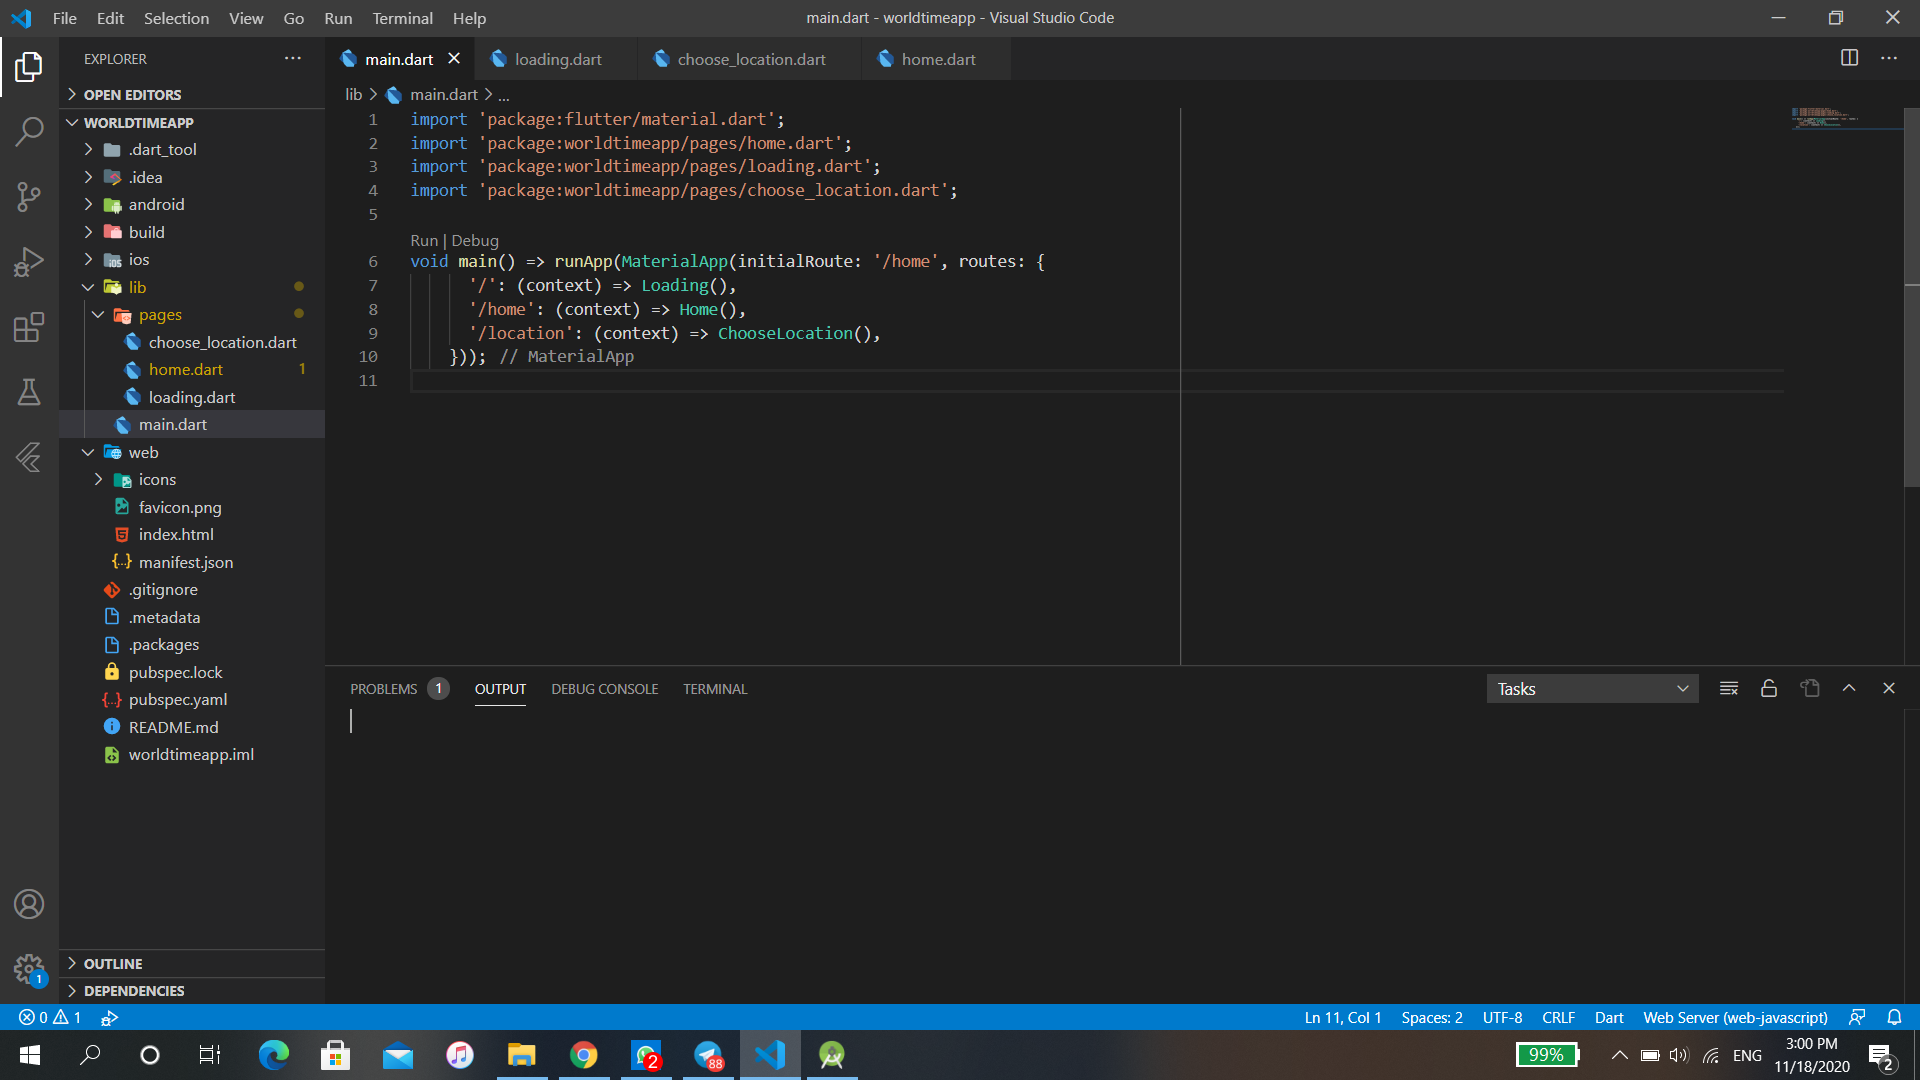 File Edit Selection View Go Run Terminal Help
main.dart - worldtimeapp - Visual Studio Code
EXPLORER
OPEN EDITORS
WORLDTIMEAPP
.dart_tool
.idea
android
build
ios
lib
pages
choose_location.dart
home.dart 1
loading.dart
main.dart
web
icons
favicon.png
index.html
manifest.json
.gitignore
.metadata
.packages
pubspec.lock
pubspec.yaml
README.md
worldtimeapp.iml
OUTLINE
DEPENDENCIES
1
main.dart loading.dart choose_location.dart home.dart
lib > main.dart > ...
1 import 'package:flutter/material.dart';
2 import 'package:worldtimeapp/pages/home.dart';
3 import 'package:worldtimeapp/pages/loading.dart';
4 import 'package:worldtimeapp/pages/choose_location.dart';
5
Run | Debug
6 void main() => runApp(MaterialApp(initialRoute: '/home', routes: {
7 '/': (context) => Loading(),
8 '/home': (context) => Home(),
9 '/location': (context) => ChooseLocation(),
10 })); // MaterialApp
11
PROBLEMS 1 OUTPUT DEBUG CONSOLE TERMINAL
Tasks
0 1
Ln 11, Col 1 Spaces: 2 UTF-8 CRLF Dart Web Server (web-javascript)
2 88
99% ENG
3:00 PM
11/18/2020
2